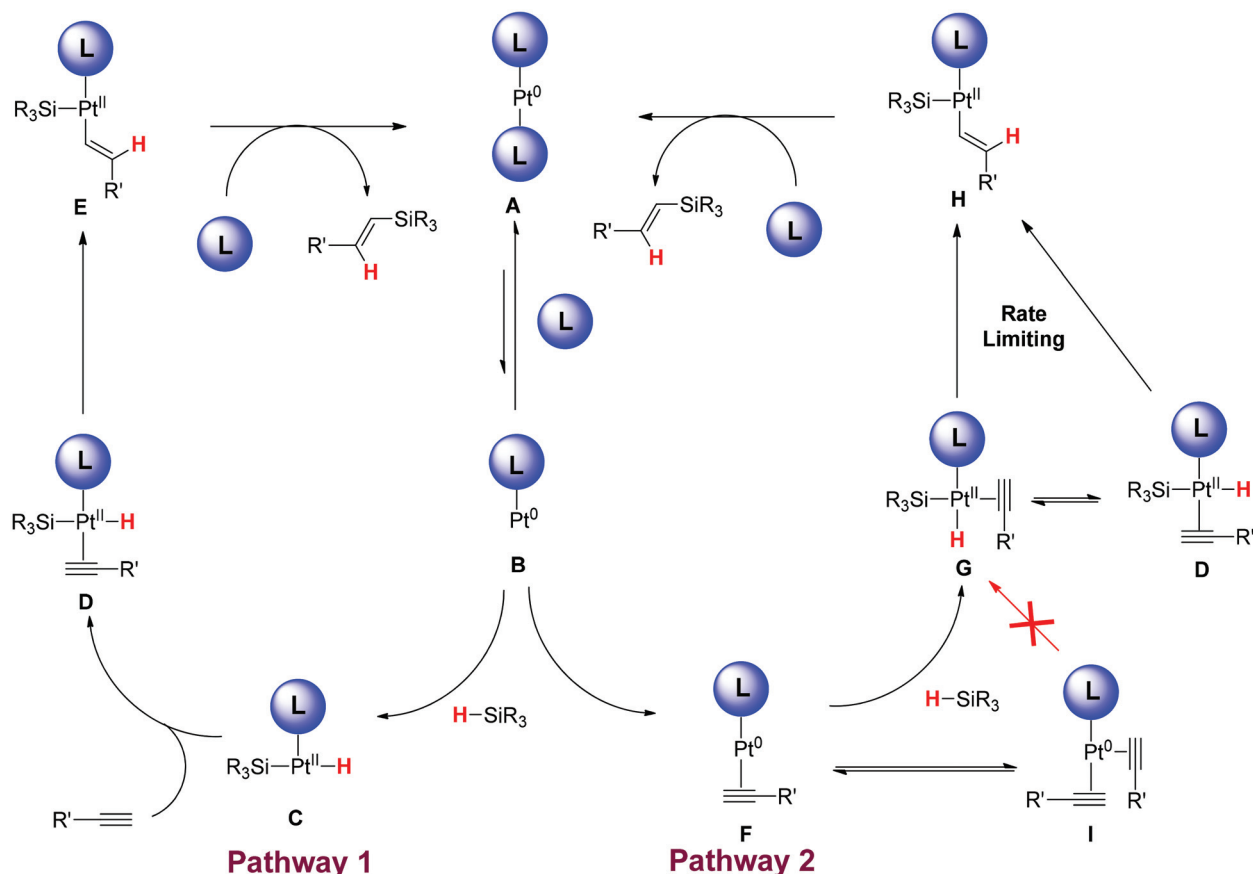 L
R₃Si
Ptᴵᴵ
H
R'
E
L
L
Pt⁰
L
A
R'
SiR₃
H
R'
SiR₃
H
L
L
R₃Si
Ptᴵᴵ
H
R'
H
L
Rate
Limiting
L
R₃Si
Ptᴵᴵ
H
R'
D
L
Pt⁰
B
L
R₃Si
Ptᴵᴵ
H
R'
G
L
R₃Si
Ptᴵᴵ
H
R'
D
H
SiR₃
L
R₃Si
Ptᴵᴵ
H
C
R'
L
Pt⁰
R'
F
H
SiR₃
L
Pt⁰
R'
R'
I
Pathway 1
Pathway 2